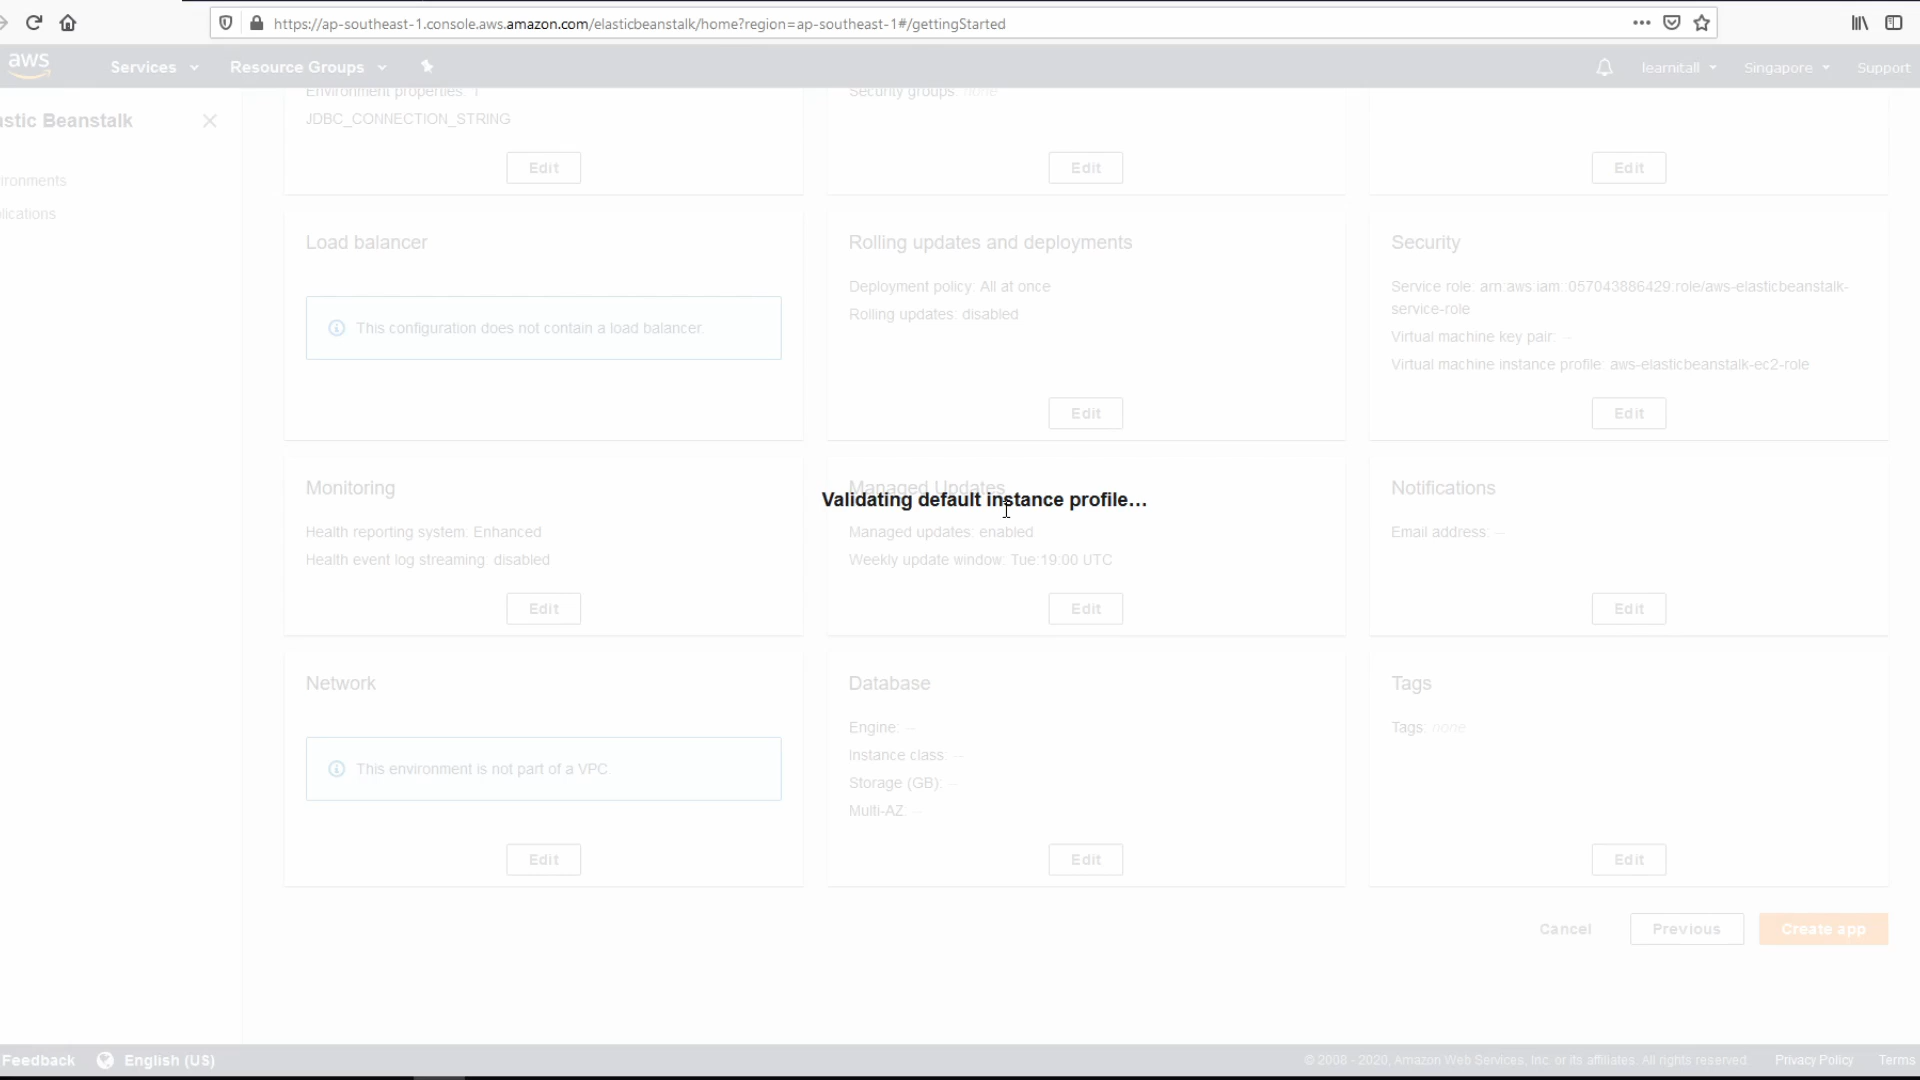 https://ap-southeast-1.console.aws.amazon.com/elasticbeanstalk/home?region=ap-southeast-1#/gettingStarted
aws
Services
Resource Groups
learnitall
Singapore
Support
astic Beanstalk
ironments
lications
Environment properties: 1
JDBC_CONNECTION_STRING
Edit
Security groups: none
Edit
Edit
Load balancer
This configuration does not contain a load balancer.
Rolling updates and deployments
Deployment policy: All at once
Rolling updates: disabled
Edit
Security
Service role: arn:aws:iam::057043886429:role/aws-elasticbeanstalk-
service-role
Virtual machine key pair: --
Virtual machine instance profile: aws-elasticbeanstalk-ec2-role
Edit
Monitoring
Health reporting system: Enhanced
Health event log streaming: disabled
Edit
Managed Updates
Validating default instance profile...
Managed updates: enabled
Weekly update window: Tue:19:00 UTC
Edit
Notifications
Email address: --
Edit
Network
This environment is not part of a VPC.
Edit
Database
Engine: --
Instance class: --
Storage (GB): --
Multi-AZ: --
Edit
Tags
Tags: none
Edit
Cancel
Previous
Create app
Feedback
English (US)
© 2008 - 2020, Amazon Web Services, Inc. or its affiliates. All rights reserved.
Privacy Policy
Terms